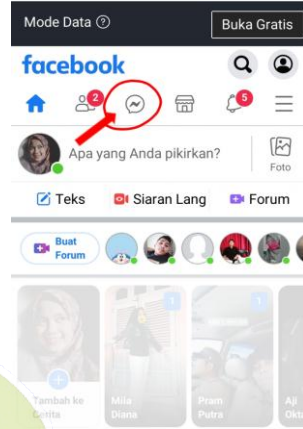 Mode Data ?
Buka Gratis
facebook
2
5
Apa yang Anda pikirkan?
Foto
Teks
Siaran Lang
Forum
Buat
Forum
1
1
Tambah ke
Cerita
Mila
Diana
Pram
Putra
Aji
Okta